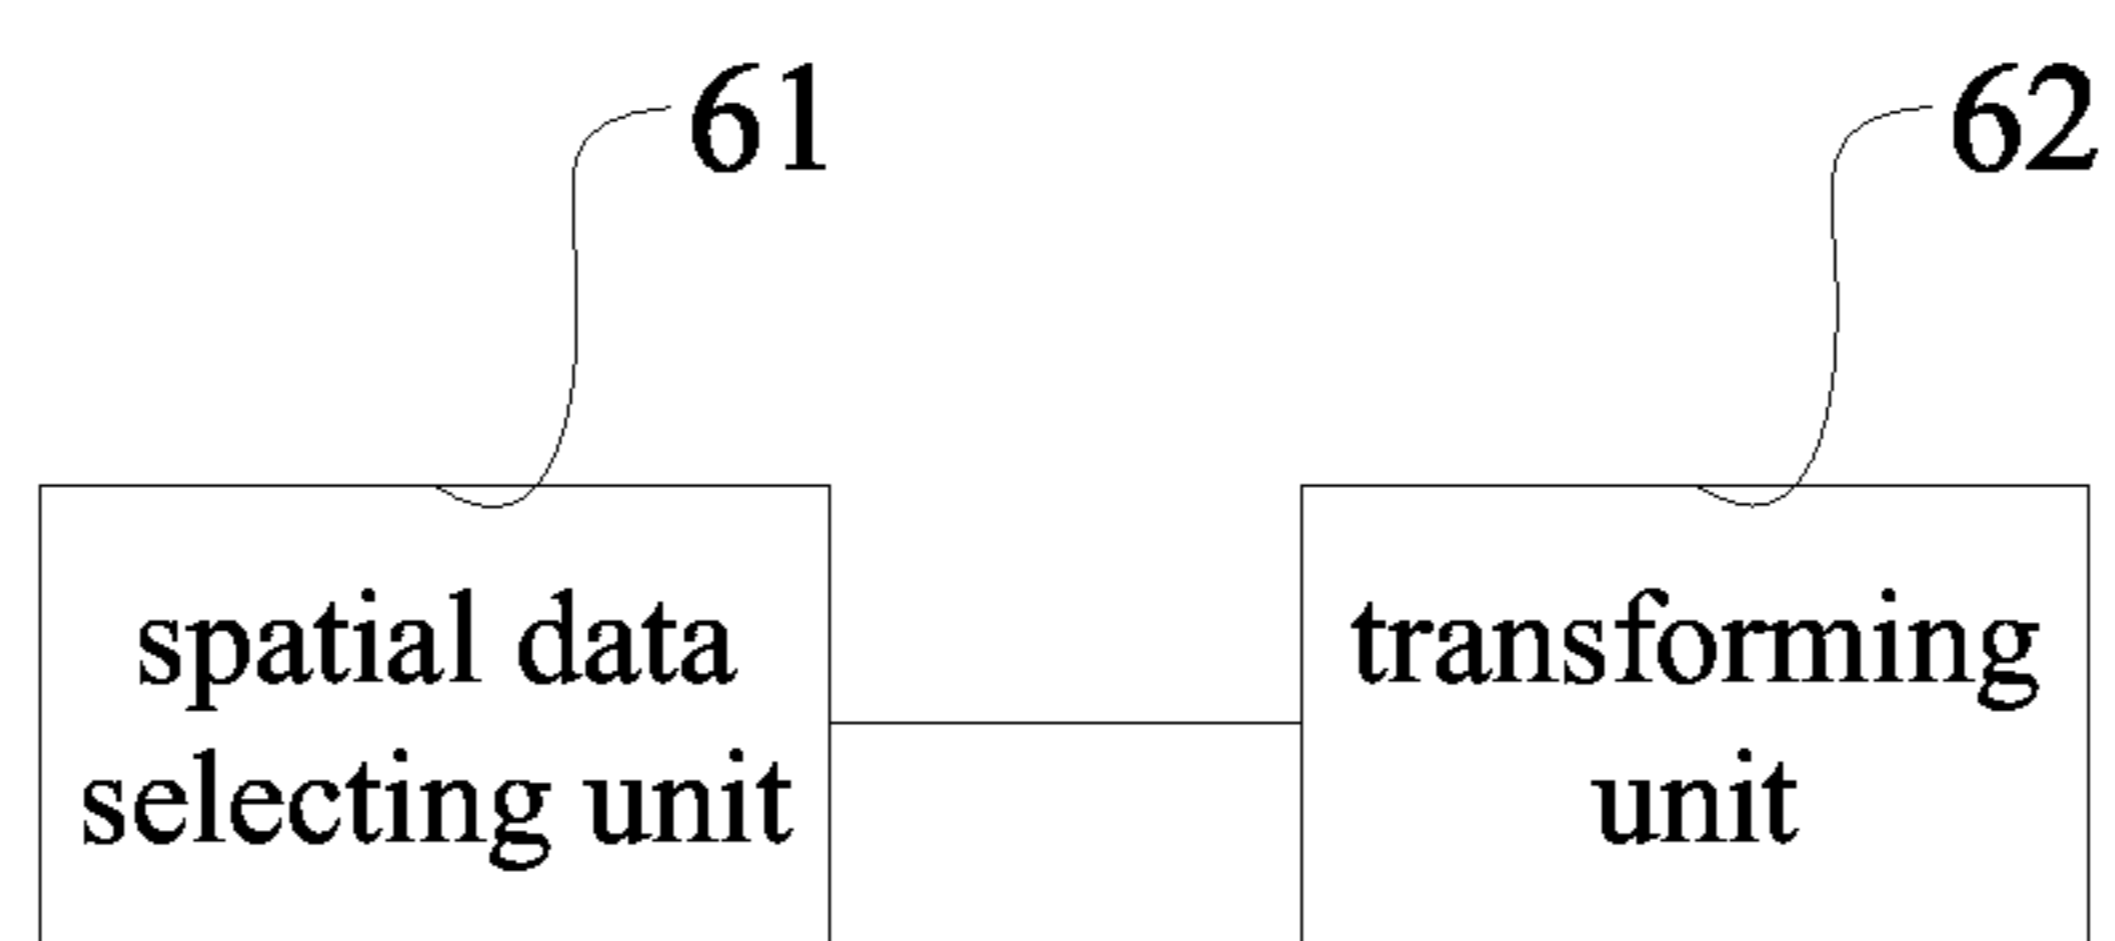 61
62
spatial data
selecting unit
transforming
unit